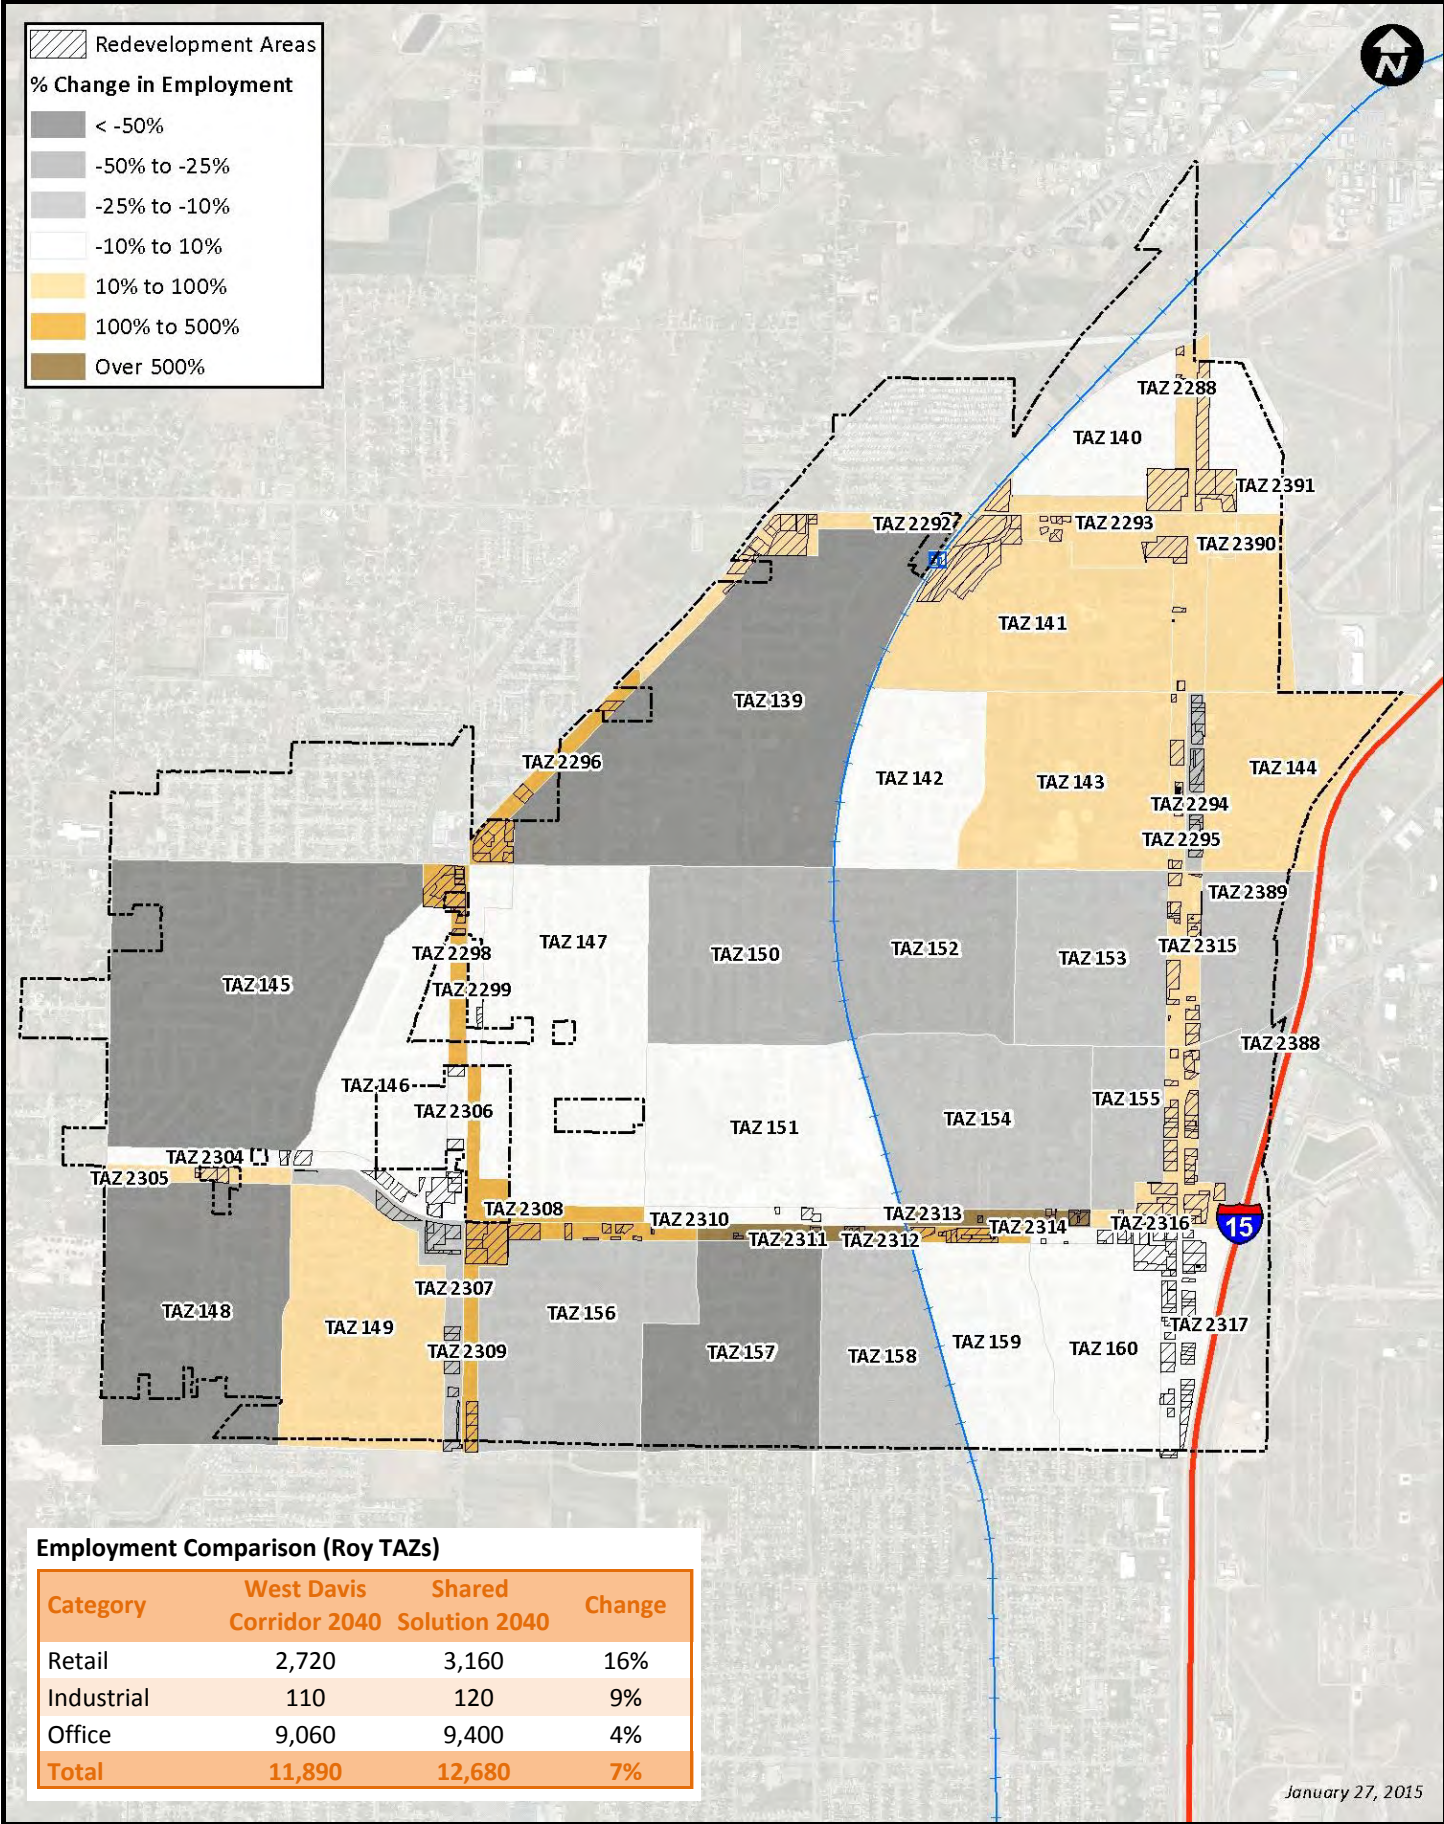 Redevelopment Areas
% Change in Employment
< -50%
-50% to -25%
-25% to -10%
-10% to 10%
10% to 100%
100% to 500%
Over 500%
N
TAZ 2288
TAZ 140
TAZ 2391
TAZ 2292
TAZ 2293
TAZ 2390
TAZ 141
TAZ 139
TAZ 2296
TAZ 142
TAZ 143
TAZ 144
TAZ 2294
TAZ 2295
TAZ 2389
TAZ 147
TAZ 2298
TAZ 150
TAZ 152
TAZ 153
TAZ 2315
TAZ 145
TAZ 2299
TAZ 2388
TAZ 146
TAZ 2306
TAZ 151
TAZ 154
TAZ 155
TAZ 2304
TAZ 2305
TAZ 2308
TAZ 2310
TAZ 2313
TAZ 2311
TAZ 2312
TAZ 2314
TAZ 2316
15
TAZ 2307
TAZ 148
TAZ 149
TAZ 156
TAZ 2317
TAZ 2309
TAZ 157
TAZ 158
TAZ 159
TAZ 160
Employment Comparison (Roy TAZs)
Category West Davis Corridor 2040 Shared Solution 2040 Change
Retail 2,720 3,160 16%
Industrial 110 120 9%
Office 9,060 9,400 4%
Total 11,890 12,680 7%
January 27, 2015